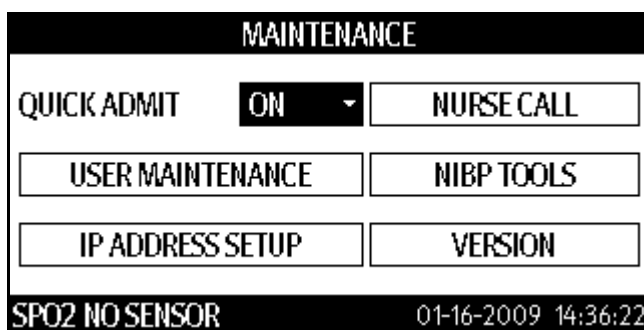 MAINTENANCE
QUICK ADMIT ON NURSE CALL
USER MAINTENANCE NIBP TOOLS
IP ADDRESS SETUP VERSION
SPO2 NO SENSOR 01-16-2009 14:36:22